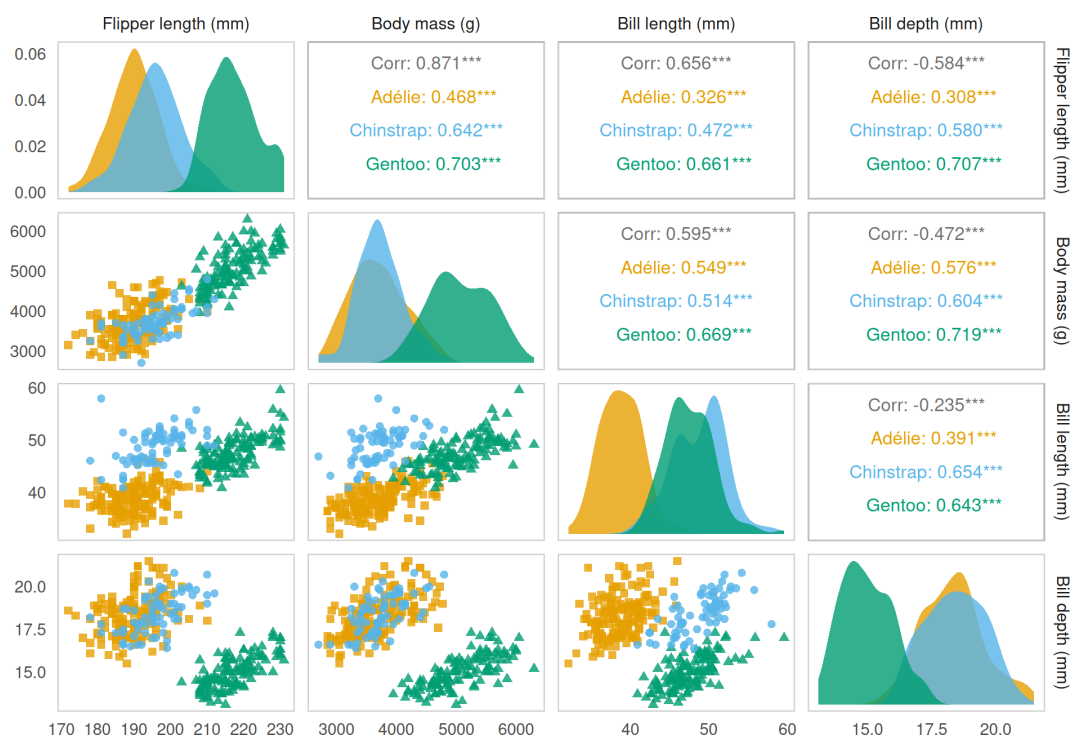 Flipper length (mm) Body mass (g) Bill length (mm) Bill depth (mm)
0.06
0.04
0.02
0.00
Corr: 0.871***
Adélie: 0.468***
Chinstrap: 0.642***
Gentoo: 0.703***
Corr: 0.656***
Adélie: 0.326***
Chinstrap: 0.472***
Gentoo: 0.661***
Corr: -0.584***
Adélie: 0.308***
Chinstrap: 0.580***
Gentoo: 0.707***
Flipper length (mm)
6000
5000
4000
3000
Corr: 0.595***
Adélie: 0.549***
Chinstrap: 0.514***
Gentoo: 0.669***
Corr: -0.472***
Adélie: 0.576***
Chinstrap: 0.604***
Gentoo: 0.719***
Body mass (g)
60
50
40
Corr: -0.235***
Adélie: 0.391***
Chinstrap: 0.654***
Gentoo: 0.643***
Bill length (mm)
20.0
17.5
15.0
Bill depth (mm)
170 180 190 200 210 220 230 3000 4000 5000 6000 40 50 60 15.0 17.5 20.0